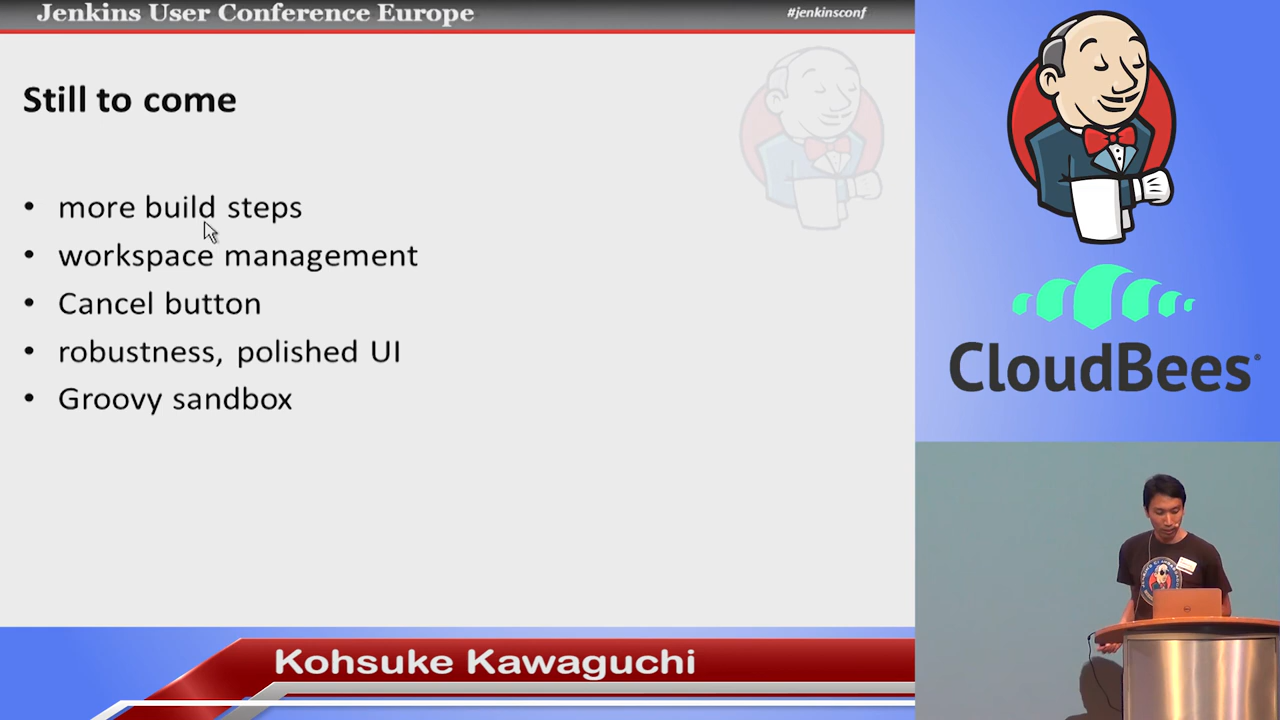 Jenkins User Conference Europe
#jenkinsconf
Still to come
• more build steps
• workspace management
• Cancel button
• robustness, polished UI
• Groovy sandbox
CloudBees
Kohsuke Kawaguchi